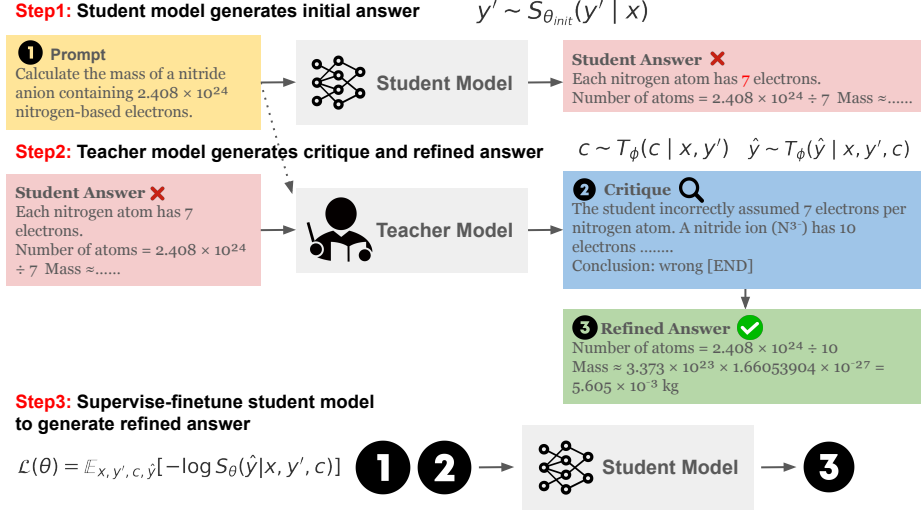 Step1: Student model generates initial answer
y′ ∼ S_{θ_{init}}(y′ | x)
1 Prompt
Calculate the mass of a nitride
anion containing 2.408 × 10²⁴
nitrogen-based electrons.
Student Model
Student Answer ❌
Each nitrogen atom has 7 electrons.
Number of atoms = 2.408 × 10²⁴ ÷ 7 Mass ≈......
Step2: Teacher model generates critique and refined answer
c ∼ T_ϕ(c | x, y′) ŷ ∼ T_ϕ(ŷ | x, y′, c)
Student Answer ❌
Each nitrogen atom has 7
electrons.
Number of atoms = 2.408 × 10²⁴
÷ 7 Mass ≈......
Teacher Model
2 Critique
The student incorrectly assumed 7 electrons per
nitrogen atom. A nitride ion (N³⁻) has 10
electrons ........
Conclusion: wrong [END]
3 Refined Answer ✅
Number of atoms = 2.408 × 10²⁴ ÷ 10
Mass ≈ 3.373 × 10²³ × 1.66053904 × 10⁻²⁷ =
5.605 × 10⁻³ kg
Step3: Supervise-finetune student model
to generate refined answer
ℒ(θ) = 𝔼_{x, y′, c, ŷ}[−log S_θ(ŷ|x, y′, c)]
1 2
Student Model
3